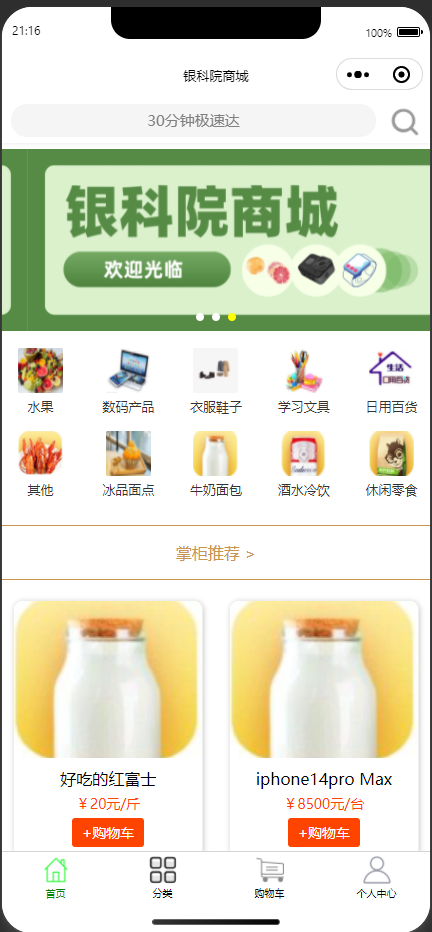 21:16
100%
银科院商城
30分钟极速达
银科院商城
欢迎光临
水果 数码产品 衣服鞋子 学习文具 日用百货
生活
日用百货
其他 冰品面点 牛奶面包 酒水冷饮 休闲零食
掌柜推荐 >
好吃的红富士 iphone14pro Max
￥20元/斤 ￥8500元/台
+购物车 +购物车
首页 分类 购物车 个人中心